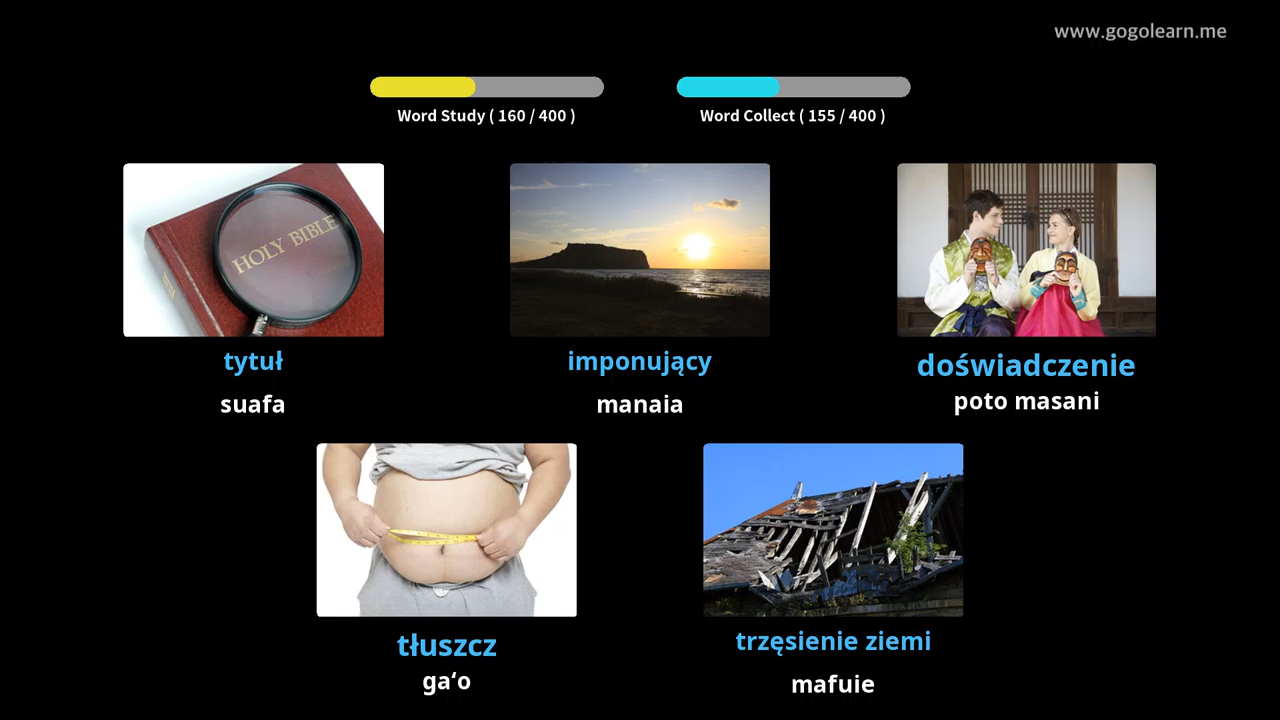 www.gogolearn.me
Word Study ( 160 / 400 )
Word Collect ( 155 / 400 )
HOLY BIBLE
tytuł
suafa
imponujący
manaia
doświadczenie
poto masani
tłuszcz
gaʻo
trzęsienie ziemi
mafuie